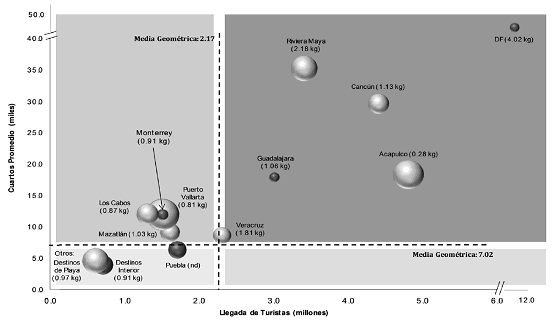 50.0
40.0
35.0
30.0
25.0
20.0
15.0
10.0
5.0
0.0
Cuartos Promedio (miles)
Media Geométrica: 2.17
Riviera Maya
(2.18 kg)
DF(4.02 kg)
Cancún (1.13 kg)
Monterrey
(0.91 kg)
Guadalajara
(1.06 kg)
Acapulco (0.28 kg)
Puerto
Vallarta
(0.81 kg)
Los Cabos
(0.87 kg)
Mazatlán (1.03 kg)
Veracruz
(1.81 kg)
Media Geométrica: 7.02
Otros:
Destinos
de Playa
(0.97 kg)
Destinos
Interior
(0.91 kg)
Puebla (nd)
0.0 1.0 2.0 3.0 4.0 5.0 6.0 12.0
Llegada de Turistas (millones)